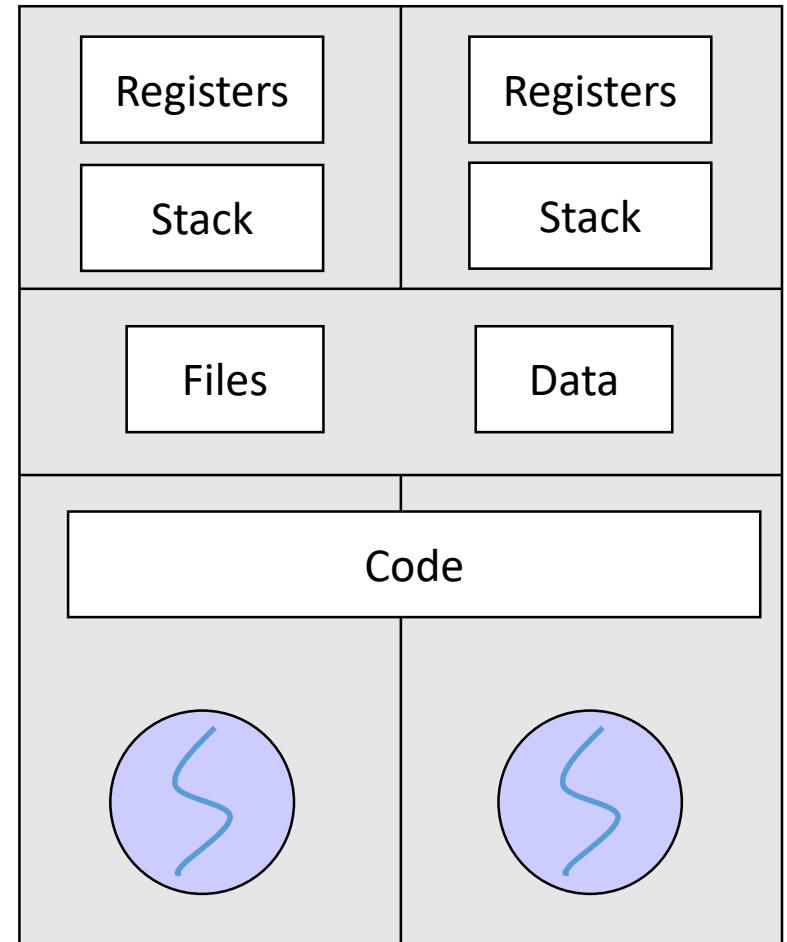 Registers
Registers
Stack
Stack
Files
Data
Code